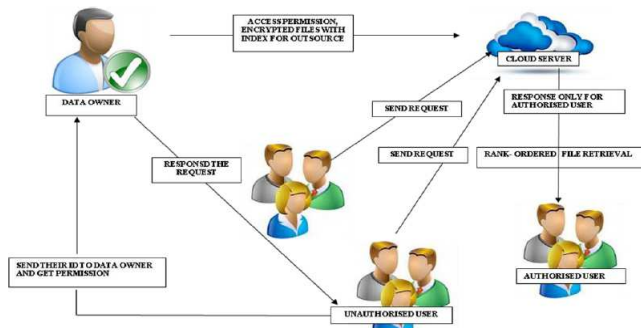 ACCESS PERMISSION,
ENCRYPTED FILES WITH
INDEX FOR OUTSOURCE
CLOUD SERVER
DATA OWNER
RESPONSE ONLY FOR
AUTHORISED USER
SEND REQUEST
SEND REQUEST
RANK- ORDERED FILE RETRIEVAL
RESPONSD THE
REQUEST
SEND THEIR ID TO DATA OWNER
AND GET PERMISSION
AUTHORISED USER
UNAUTHORISED USER